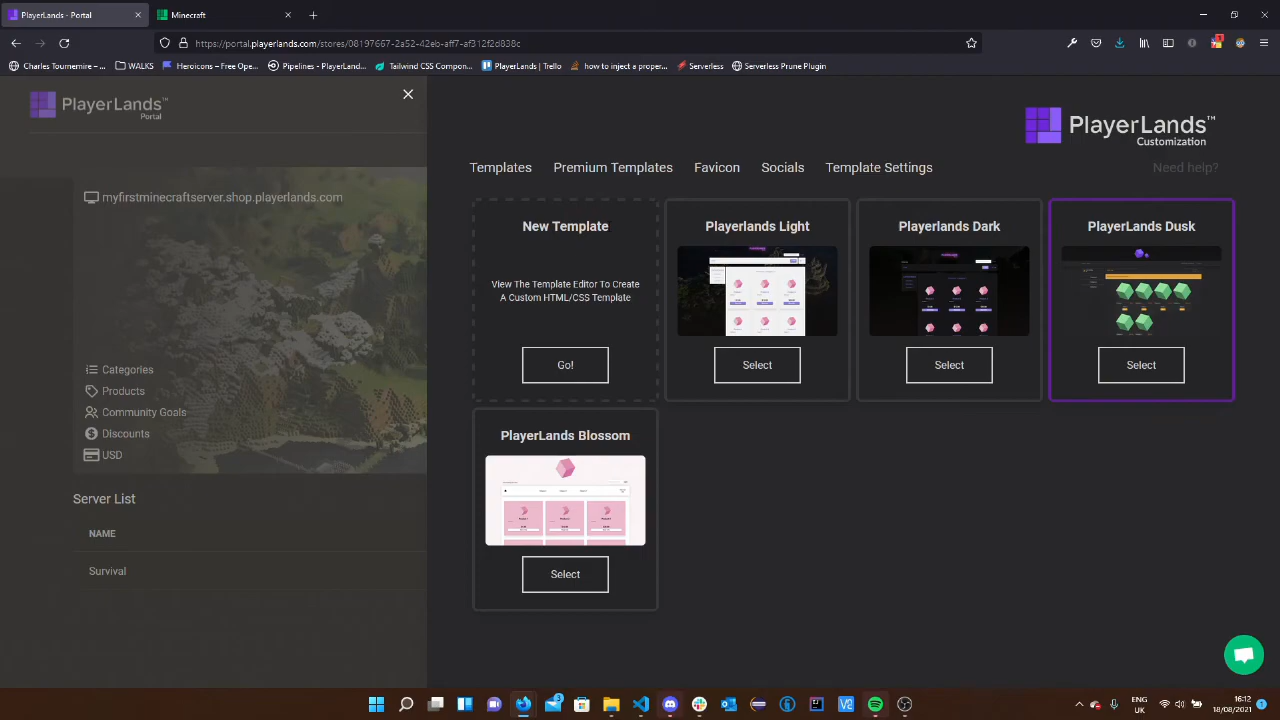 PlayerLands - Portal
Minecraft
https://portal.playerlands.com/stores/08197667-2a52-42eb-aff7-af312f2d838c
Charles Tournemire – ...
WALKS
Heroicons – Free Ope...
Pipelines - PlayerLand...
Tailwind CSS Compon...
PlayerLands | Trello
how to inject a proper...
Serverless
Serverless Prune Plugin
PlayerLands™
Portal
myfirstminecraftserver.shop.playerlands.com
Categories
Products
Community Goals
Discounts
USD
Server List
NAME
Survival
PlayerLands™
Customization
Templates
Premium Templates
Favicon
Socials
Template Settings
Need help?
New Template
View The Template Editor To Create
A Custom HTML/CSS Template
Go!
Playerlands Light
Select
Playerlands Dark
Select
PlayerLands Dusk
Select
PlayerLands Blossom
Select
ENG
UK
16:12
18/08/2021